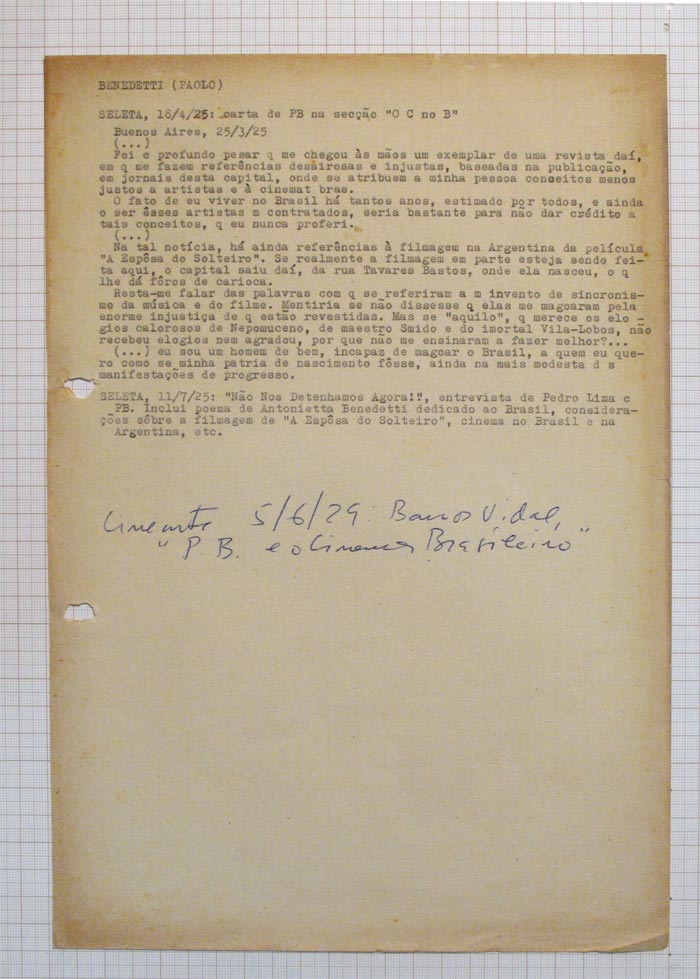 BENEDETTI (PAOLO)
SELETA, 18/4/25: carta de PB na secção "O C no B"
Buenos Aires, 25/3/25
(...)
Foi c profundo pesar q me chegou às mãos um exemplar de uma revista daí,
em q me fazem referências desairosas e injustas, baseadas na publicação,
em jornais desta capital, onde se atribuem a minha pessoa conceitos menos
justos a artistas e à cinemat bras.
O fato de eu viver no Brasil há tantos anos, estimado por todos, e ainda
o ser êsses artistas m contratados, seria bastante para não dar crédito a
tais conceitos, q eu nunca proferi.
(...)
Na tal notícia, há ainda referências à filmagem na Argentina da película
"A Espôsa do Solteiro". Se realmente a filmagem em parte esteja sendo fei-
ta aqui, o capital saiu daí, da rua Tavares Bastos, onde ela nasceu, o q
lhe dá fôros de carioca.
Resta-me falar das palavras com q se referiram a m invento de sincronis-
mo da música e do filme. Mentiria se não dissesse q elas me magoaram pela
enorme injustiça de q estão revestidas. Mas se "aquilo", q merece os elo -
gios calorosos de Nepomuceno, de maestro Smido e do imortal Vila-Lobos, não
recebeu elogios nem agradou, por que não me ensinaram a fazer melhor?...
(...) eu sou um homem de bem, incapaz de magoar o Brasil, a quem eu que-
ro como se minha patria de nascimento fôsse, ainda na mais modesta d s
manifestações de progresso.
SELETA, 11/7/25: "Não Nos Detenhamos Agora!", entrevista de Pedro Lima c
PB. Inclui poema de Antonietta Benedetti dedicado ao Brasil, considera-
ções sôbre a filmagem de "A Espôsa do Solteiro", cinema no Brasil e na
Argentina, etc.
Cinearte 5/6/29: Barros Vidal,
"P.B. e o Cinema Brasileiro"